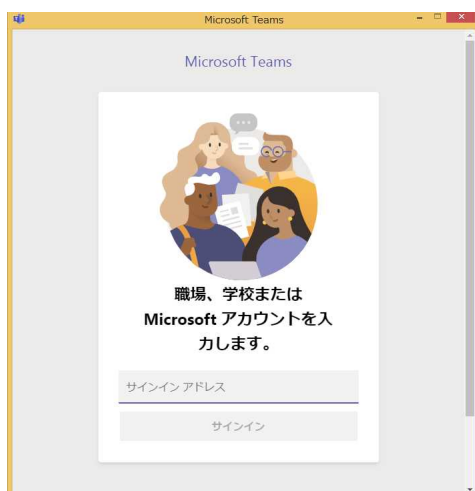 Microsoft Teams
Microsoft Teams
職場、学校または
Microsoft アカウントを入
力します。
サインイン アドレス
サインイン